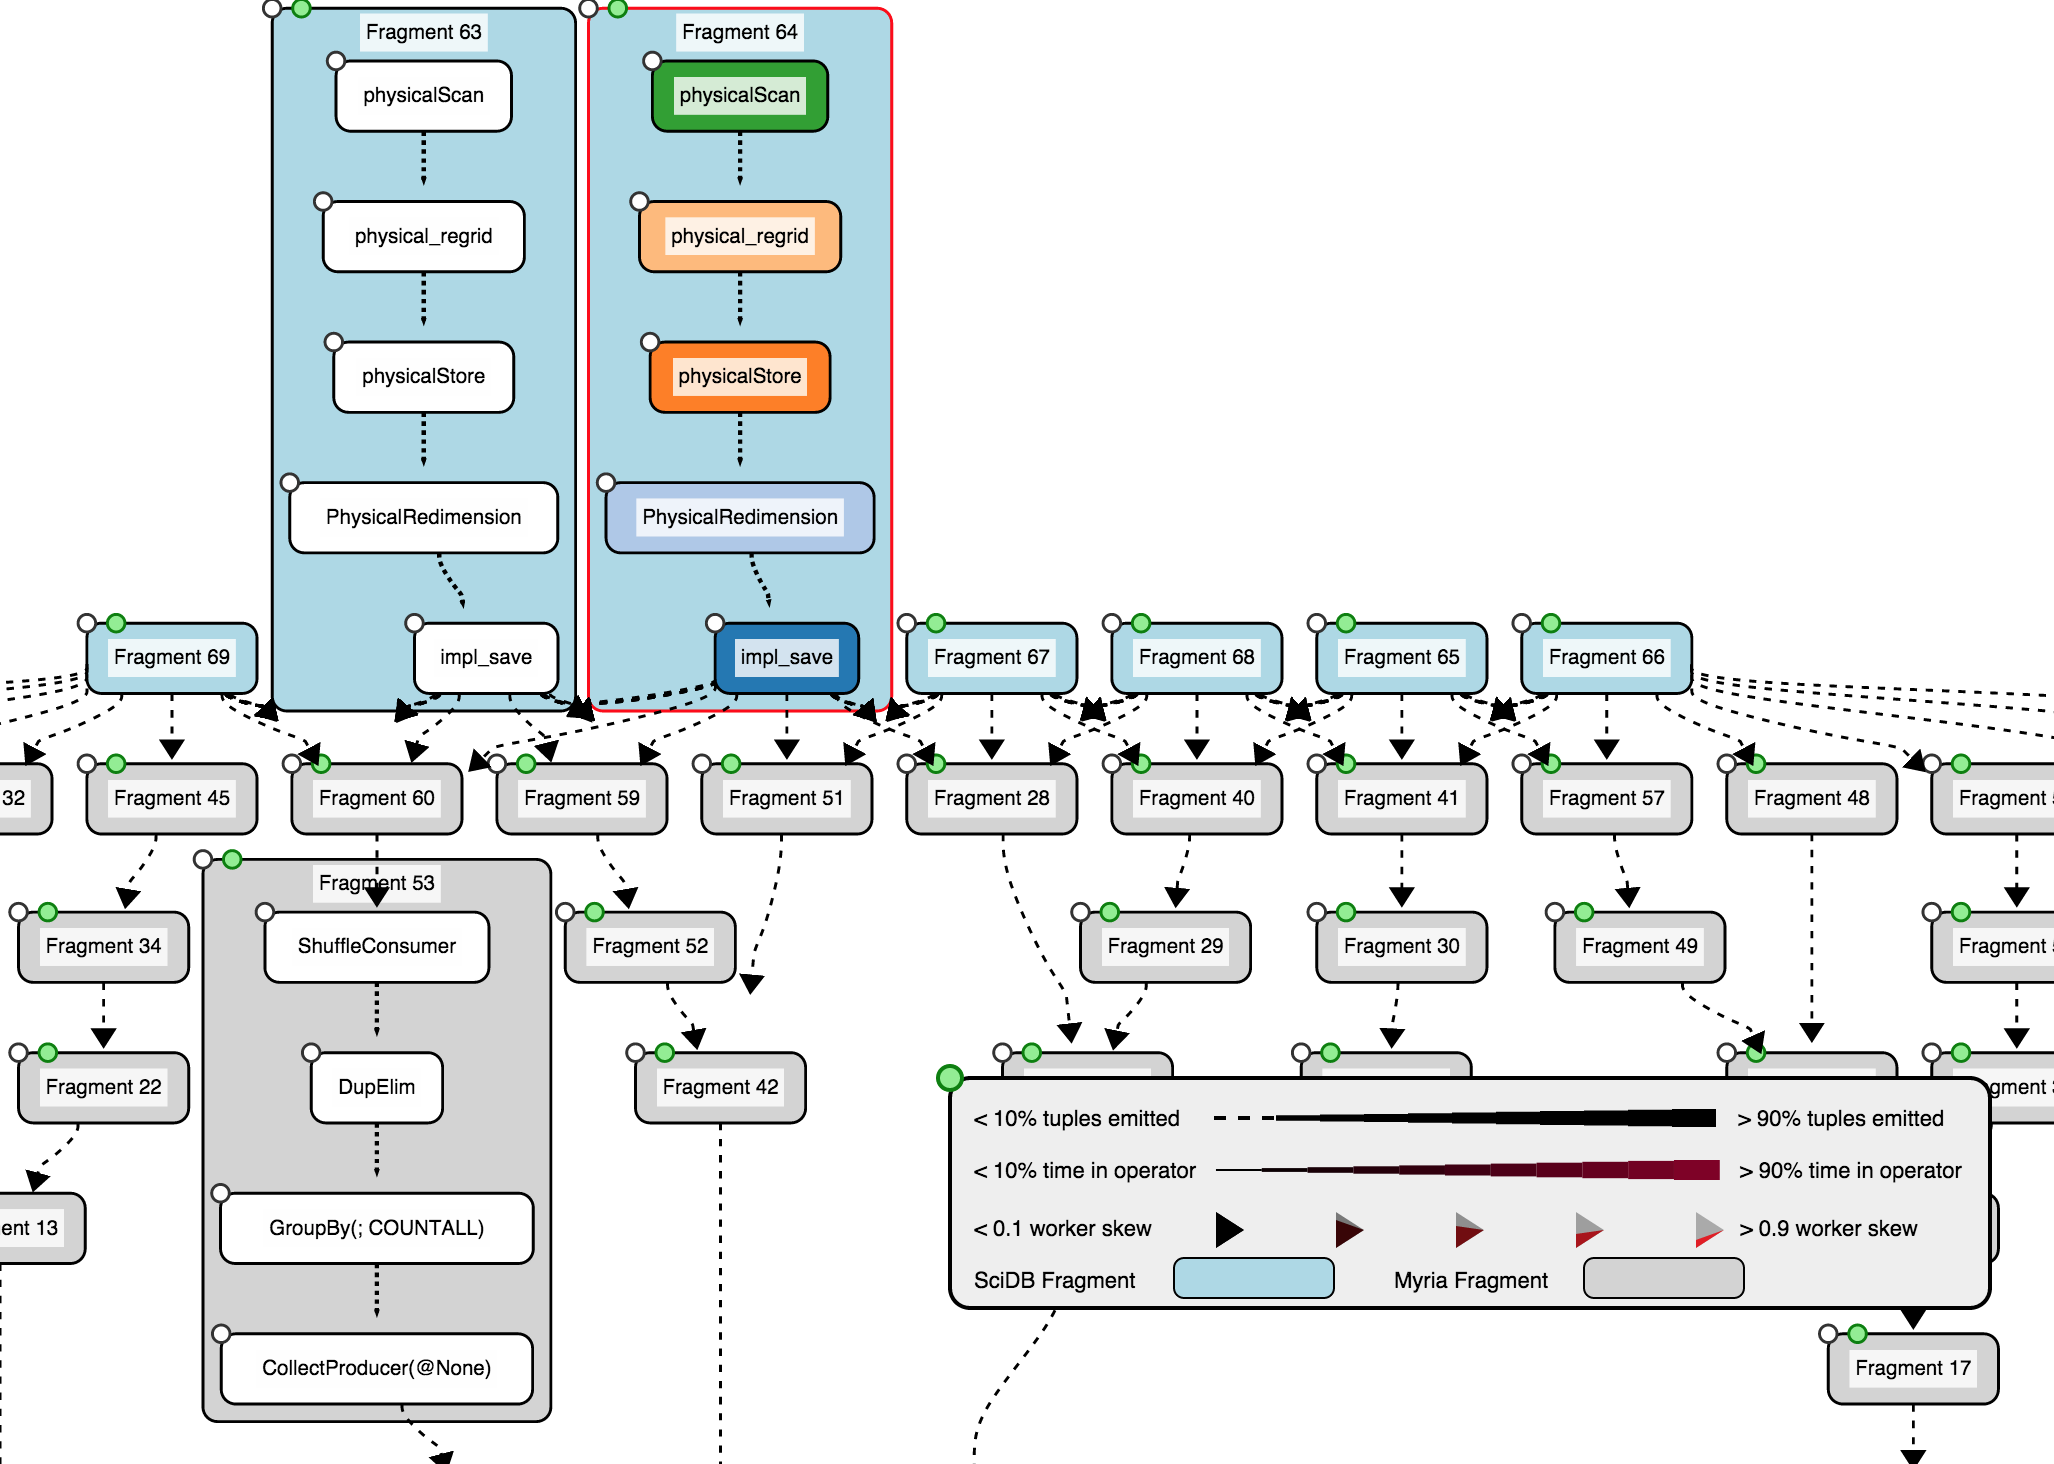 Fragment 63
Fragment 64
physicalScan
physicalScan
physical_regrid
physical_regrid
physicalStore
physicalStore
PhysicalRedimension
PhysicalRedimension
Fragment 69
impl_save
impl_save
Fragment 67
Fragment 68
Fragment 65
Fragment 66
32
Fragment 45
Fragment 60
Fragment 59
Fragment 51
Fragment 28
Fragment 40
Fragment 41
Fragment 57
Fragment 48
Fragment
Fragment 53
Fragment 34
ShuffleConsumer
Fragment 52
Fragment 29
Fragment 30
Fragment 49
Fragment
Fragment 22
DupElim
Fragment 42
gment
< 10% tuples emitted
> 90% tuples emitted
< 10% time in operator
> 90% time in operator
< 0.1 worker skew
> 0.9 worker skew
SciDB Fragment
Myria Fragment
ent 13
GroupBy(; COUNTALL)
CollectProducer(@None)
Fragment 17